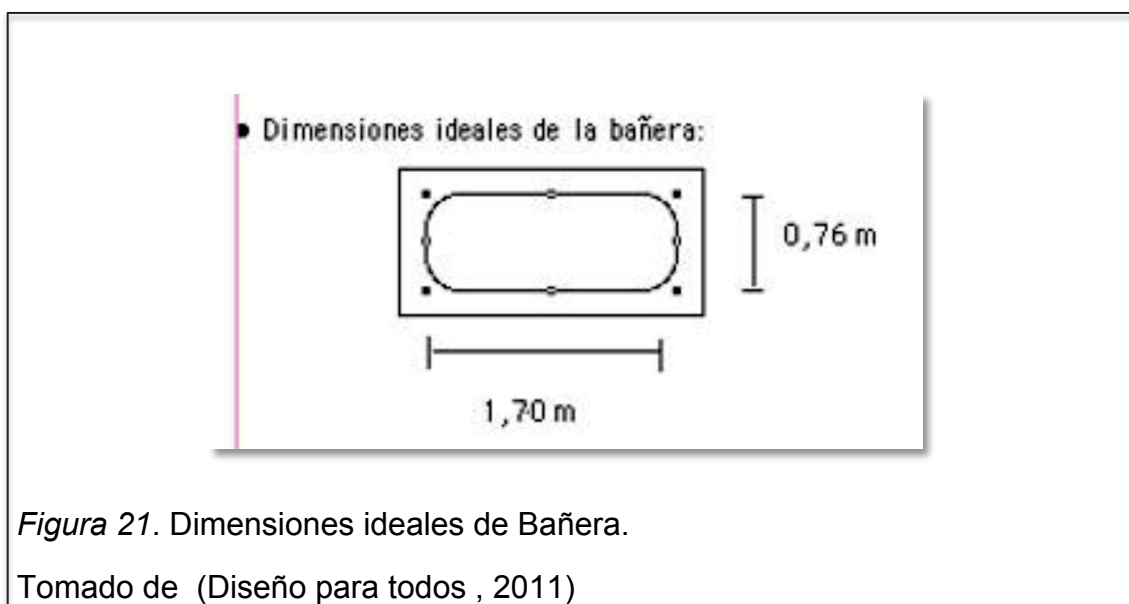 • Dimensiones ideales de la bañera:
0,76 m
1,70 m
Figura 21. Dimensiones ideales de Bañera.
Tomado de (Diseño para todos , 2011)